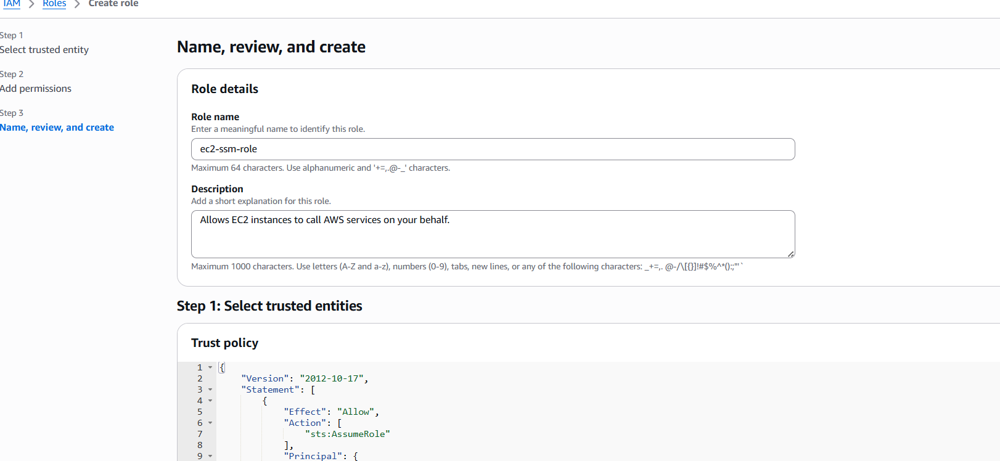 IAM > Roles > Create role
Step 1
Select trusted entity
Step 2
Add permissions
Step 3
Name, review, and create
Name, review, and create
Role details
Role name
Enter a meaningful name to identify this role.
ec2-ssm-role
Maximum 64 characters. Use alphanumeric and '+=,.@-_' characters.
Description
Add a short explanation for this role.
Allows EC2 instances to call AWS services on your behalf.
Maximum 1000 characters. Use letters (A-Z and a-z), numbers (0-9), tabs, new lines, or any of the following characters: _+=,. @-/\[{}]!#$%^*();:"'`
Step 1: Select trusted entities
Trust policy
1 {
2 "Version": "2012-10-17",
3 "Statement": [
4 {
5 "Effect": "Allow",
6 "Action": [
7 "sts:AssumeRole"
8 ],
9 "Principal": {